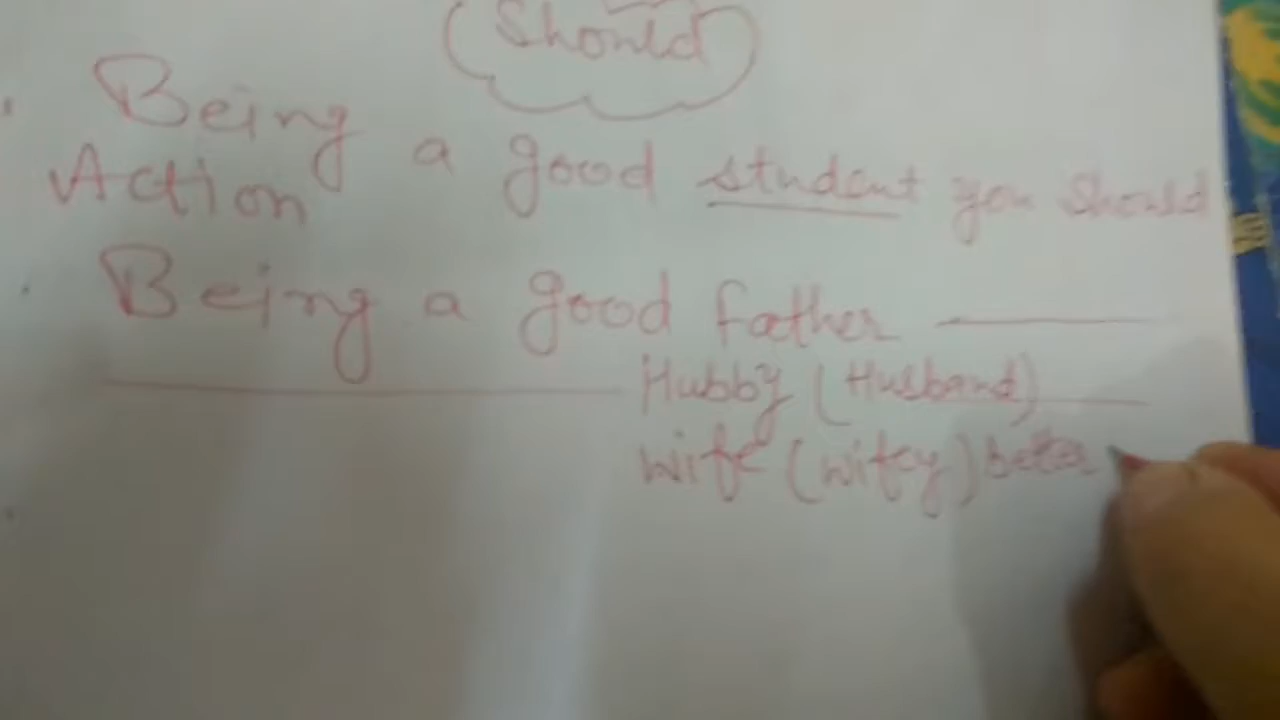 Should
Being a good student you should
Action
Being a good father
Hubby (Husband)
Wife (wifey) better